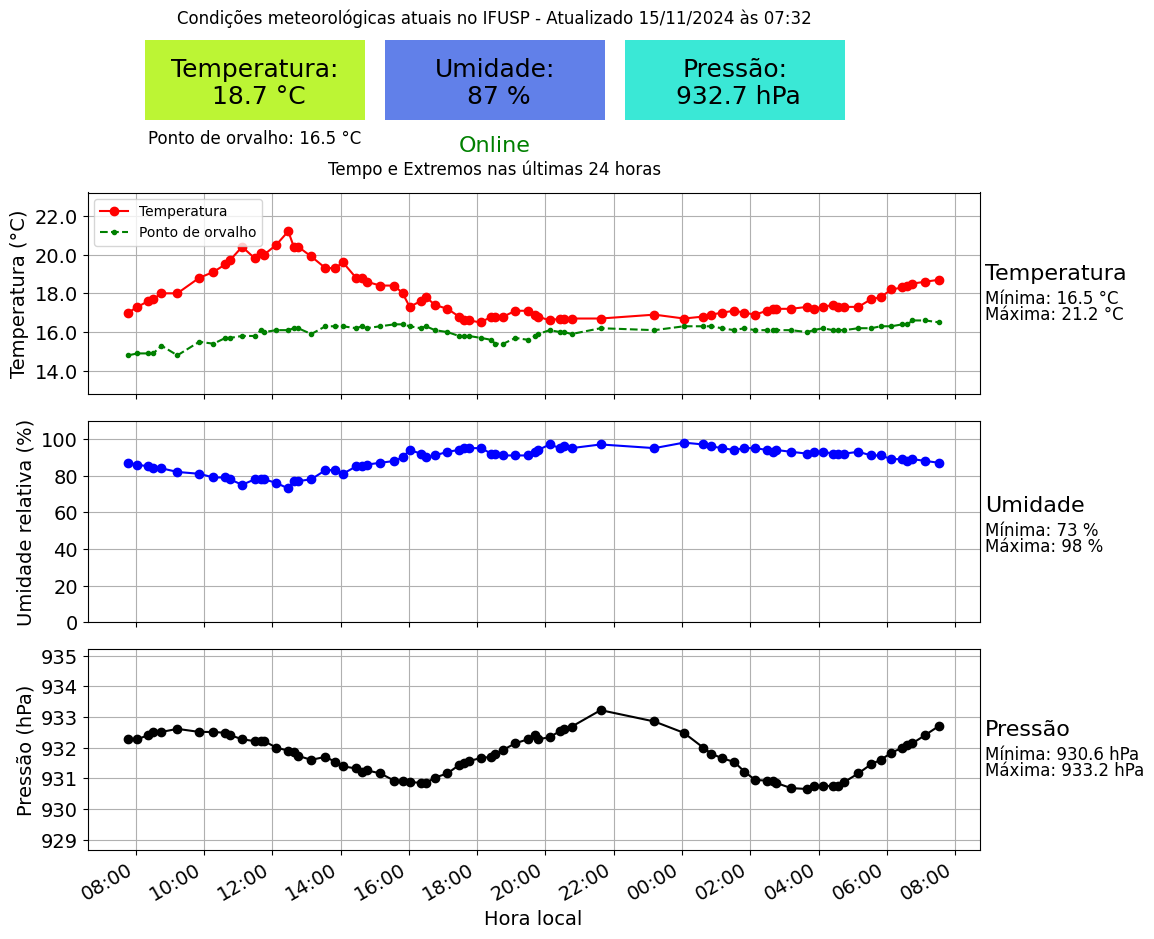 Condições meteorológicas atuais no IFUSP - Atualizado 15/11/2024 às 07:32
Temperatura:
18.7 °C
Umidade:
87 %
Pressão:
932.7 hPa
Ponto de orvalho: 16.5 °C
Online
Tempo e Extremos nas últimas 24 horas
Temperatura (°C)
22.0
20.0
18.0
16.0
14.0
Temperatura
Ponto de orvalho
Temperatura
Mínima: 16.5 °C
Máxima: 21.2 °C
Umidade relativa (%)
100
80
60
40
20
0
Umidade
Mínima: 73 %
Máxima: 98 %
Pressão (hPa)
935
934
933
932
931
930
929
Pressão
Mínima: 930.6 hPa
Máxima: 933.2 hPa
08:00 10:00 12:00 14:00 16:00 18:00 20:00 22:00 00:00 02:00 04:00 06:00 08:00
Hora local